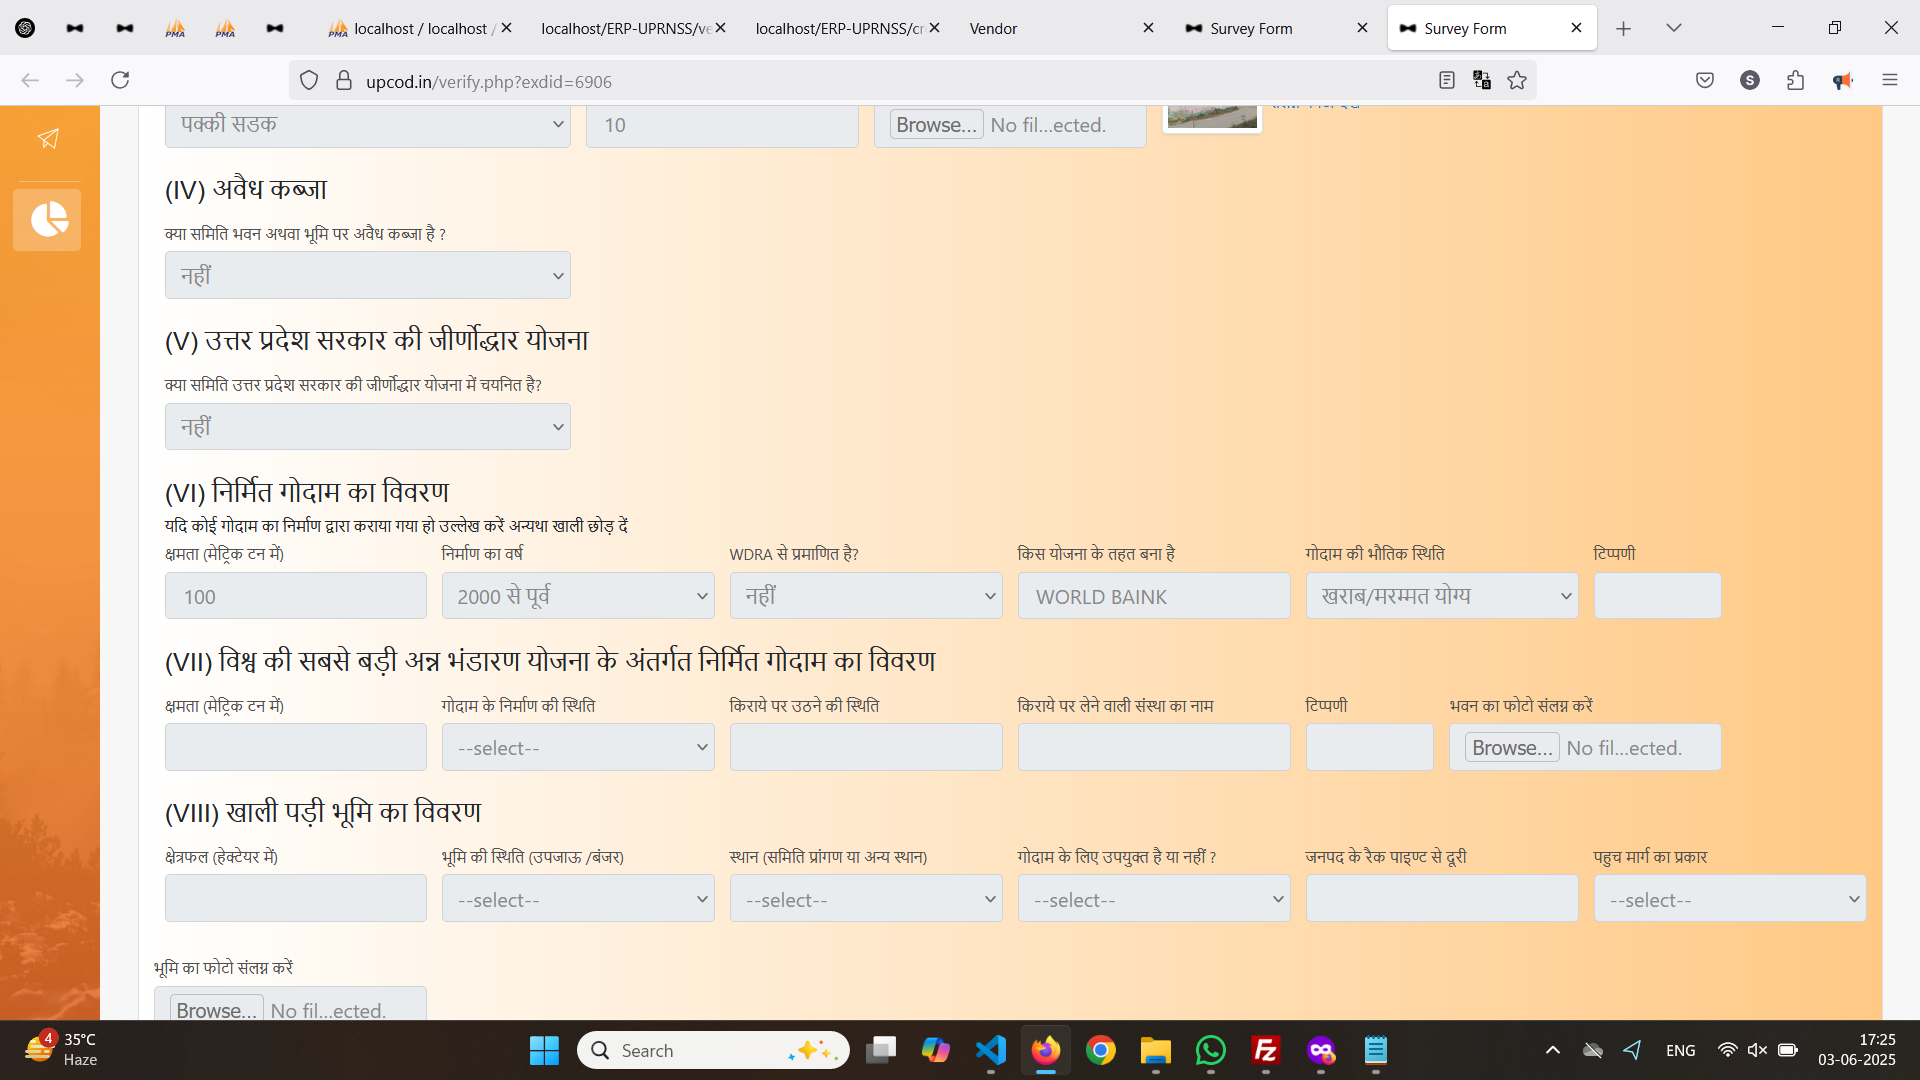 localhost / localhost /
localhost/ERP-UPRNSS/ve
localhost/ERP-UPRNSS/cr
Vendor
Survey Form
Survey Form
upcod.in/verify.php?exdid=6906
पक्की सडक
10
Browse... No fil...ected.
(IV) अवैध कब्जा
क्या समिति भवन अथवा भूमि पर अवैध कब्जा है ?
नहीं
(V) उत्तर प्रदेश सरकार की जीर्णोद्धार योजना
क्या समिति उत्तर प्रदेश सरकार की जीर्णोद्धार योजना में चयनित है?
नहीं
(VI) निर्मित गोदाम का विवरण
यदि कोई गोदाम का निर्माण द्वारा कराया गया हो उल्लेख करें अन्यथा खाली छोड़ दें
क्षमता (मेट्रिक टन में) निर्माण का वर्ष WDRA से प्रमाणित है? किस योजना के तहत बना है गोदाम की भौतिक स्थिति टिप्पणी
100 2000 से पूर्व नहीं WORLD BAINK खराब/मरम्मत योग्य
(VII) विश्व की सबसे बड़ी अन्न भंडारण योजना के अंतर्गत निर्मित गोदाम का विवरण
क्षमता (मेट्रिक टन में) गोदाम के निर्माण की स्थिति किराये पर उठने की स्थिति किराये पर लेने वाली संस्था का नाम टिप्पणी भवन का फोटो संलग्न करें
--select-- Browse... No fil...ected.
(VIII) खाली पड़ी भूमि का विवरण
क्षेत्रफल (हेक्टेयर में) भूमि की स्थिति (उपजाऊ /बंजर) स्थान (समिति प्रांगण या अन्य स्थान) गोदाम के लिए उपयुक्त है या नहीं ? जनपद के रैक पाइण्ट से दूरी पहुच मार्ग का प्रकार
--select-- --select-- --select-- --select--
भूमि का फोटो संलग्न करें
Browse... No fil...ected.
4
35°C
Haze
Search
ENG
17:25
03-06-2025